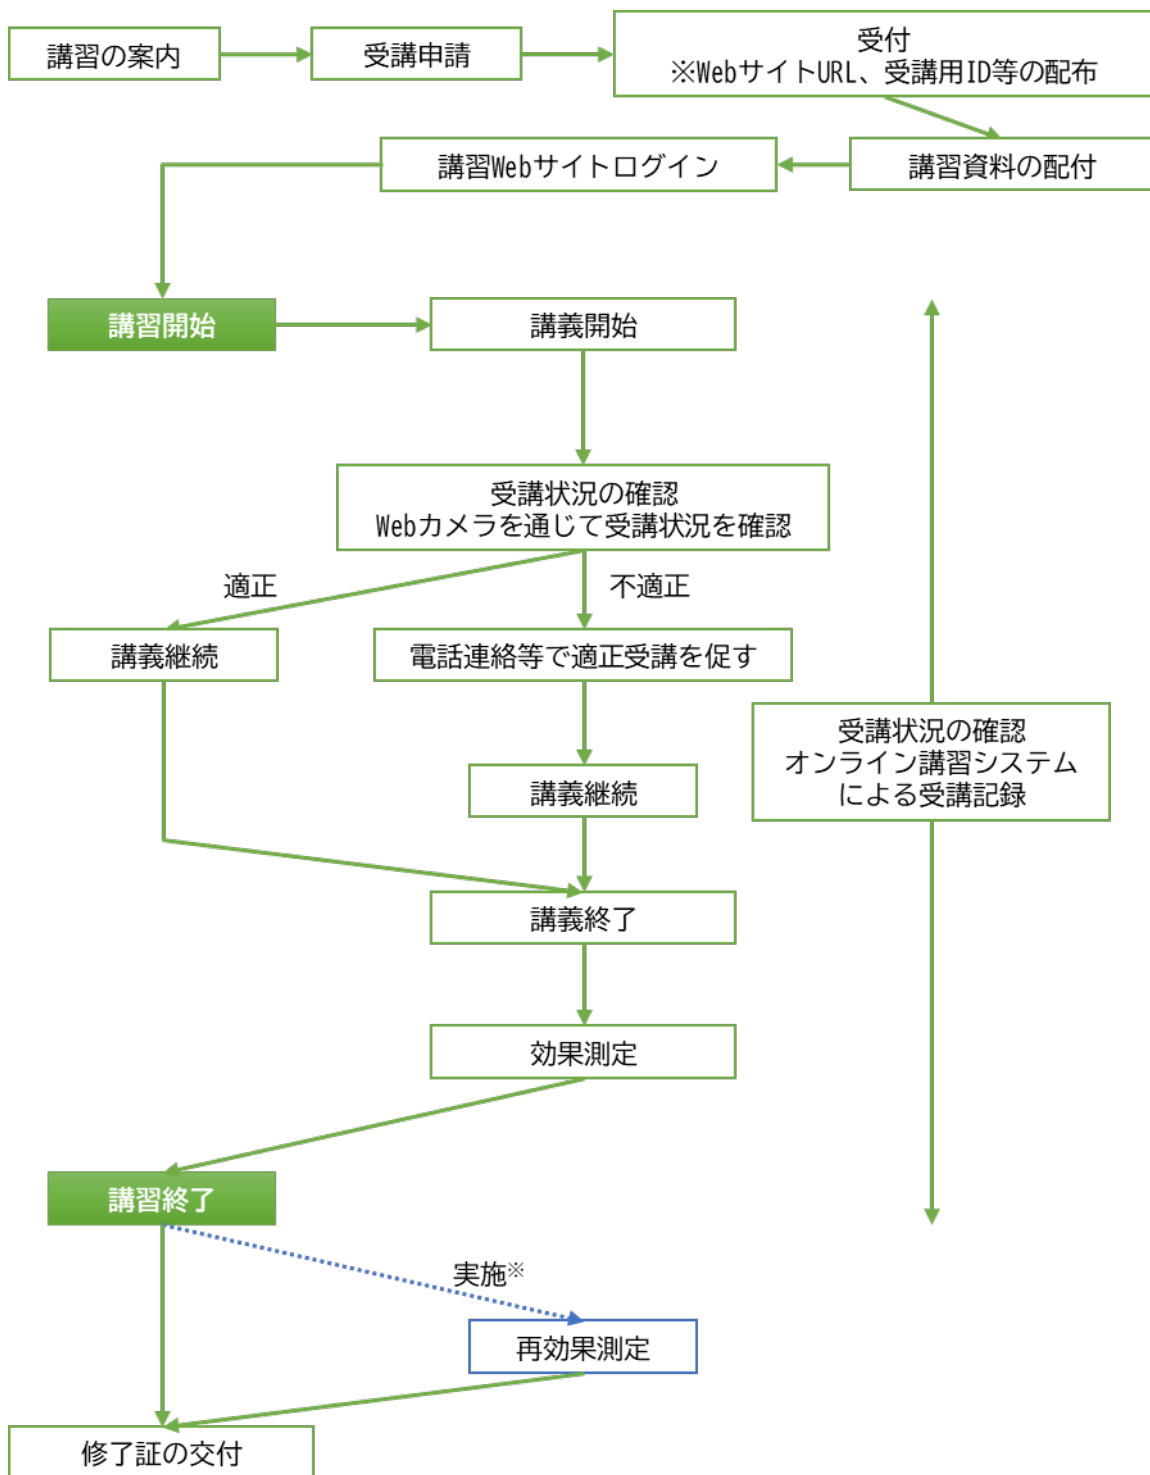 講習の案内
受講申請
受付
※WebサイトURL、受講用ID等の配布
講習資料の配付
講習Webサイトログイン
講習開始
講義開始
受講状況の確認
Webカメラを通じて受講状況を確認
適正
不適正
講義継続
電話連絡等で適正受講を促す
講義継続
受講状況の確認
オンライン講習システム
による受講記録
講義終了
効果測定
講習終了
実施※
再効果測定
修了証の交付